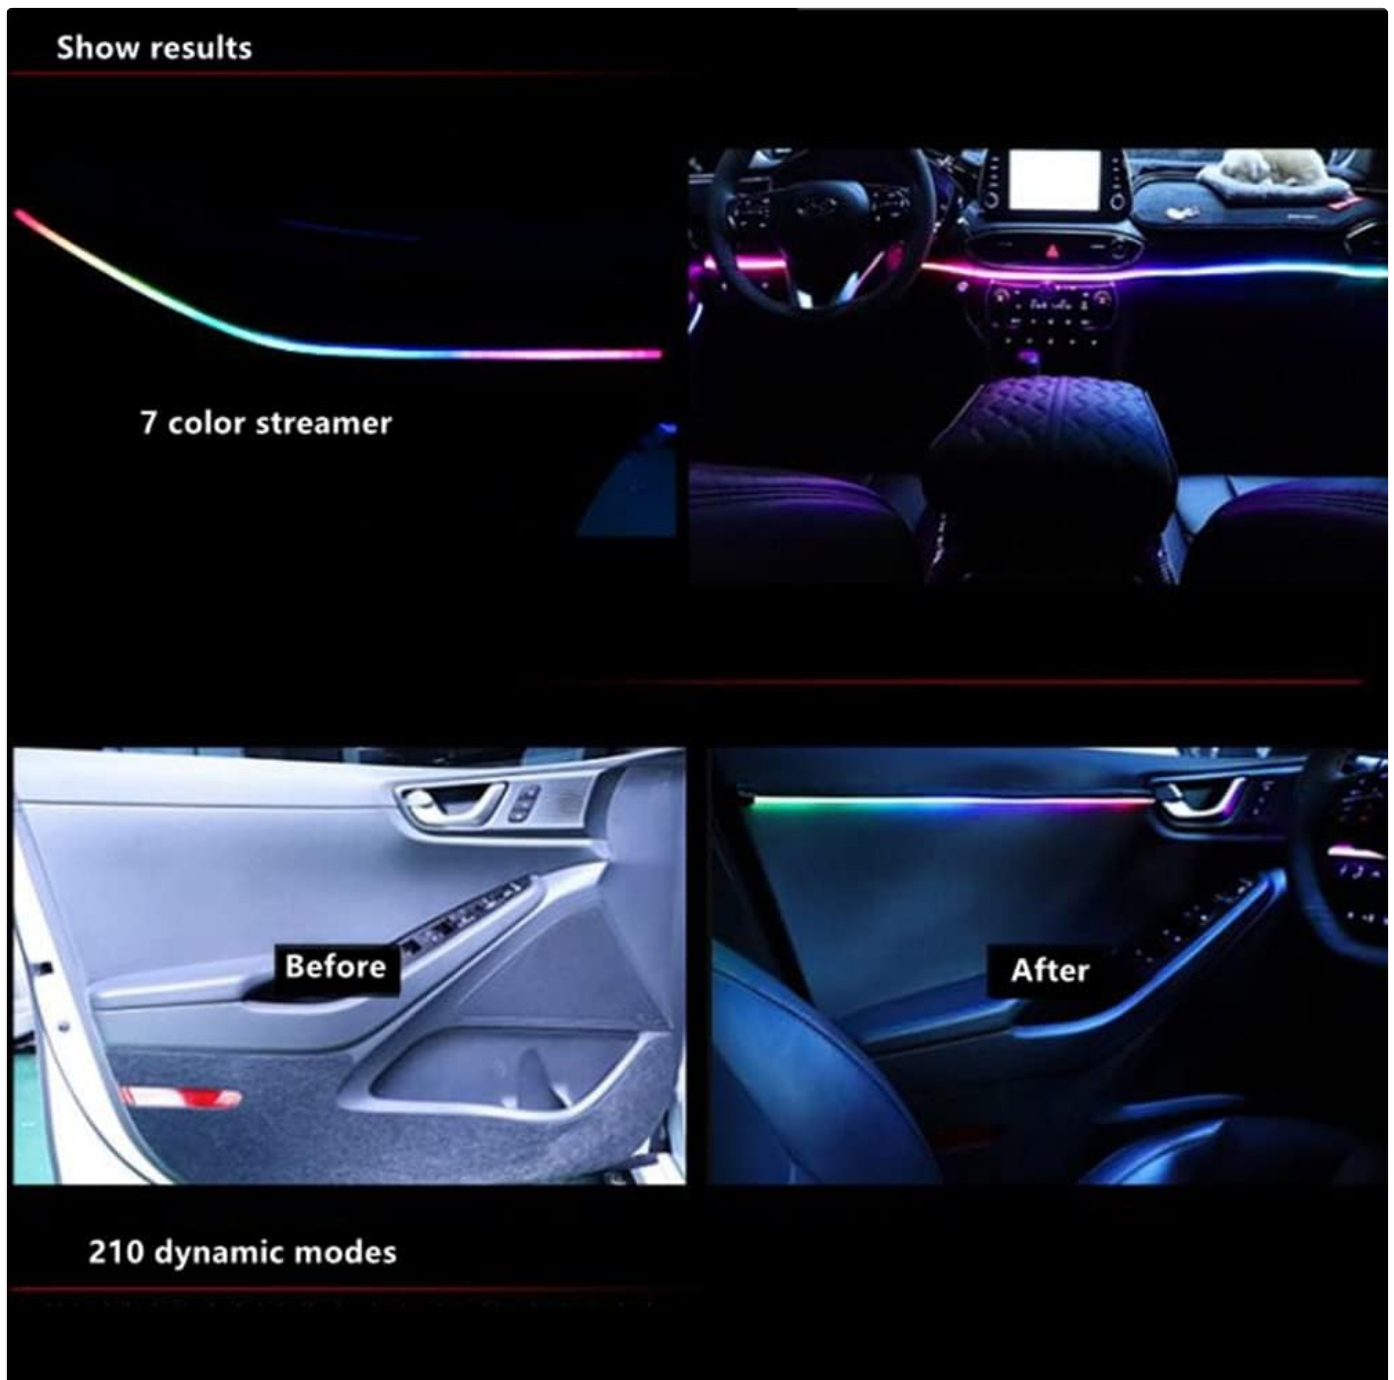 Show results
7 color streamer
Before
After
210 dynamic modes